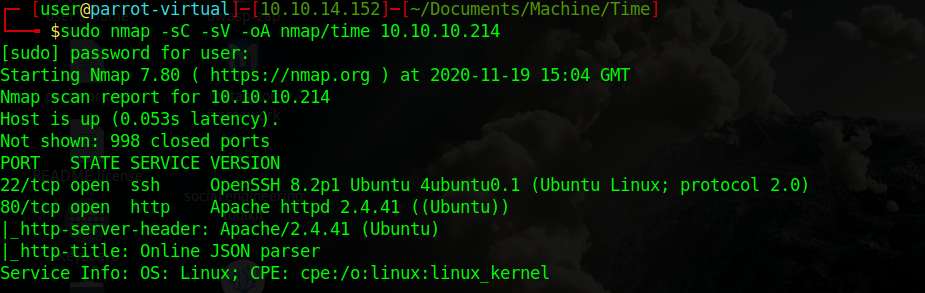 [user@parrot-virtual]-[10.10.14.152]-[~/Documents/Machine/Time]
$sudo nmap -sC -sV -oA nmap/time 10.10.10.214
[sudo] password for user:
Starting Nmap 7.80 ( https://nmap.org ) at 2020-11-19 15:04 GMT
Nmap scan report for 10.10.10.214
Host is up (0.053s latency).
Not shown: 998 closed ports
PORT   STATE SERVICE VERSION
22/tcp open  ssh     OpenSSH 8.2p1 Ubuntu 4ubuntu0.1 (Ubuntu Linux; protocol 2.0)
80/tcp open  http    Apache httpd 2.4.41 ((Ubuntu))
|_http-server-header: Apache/2.4.41 (Ubuntu)
|_http-title: Online JSON parser
Service Info: OS: Linux; CPE: cpe:/o:linux:linux_kernel